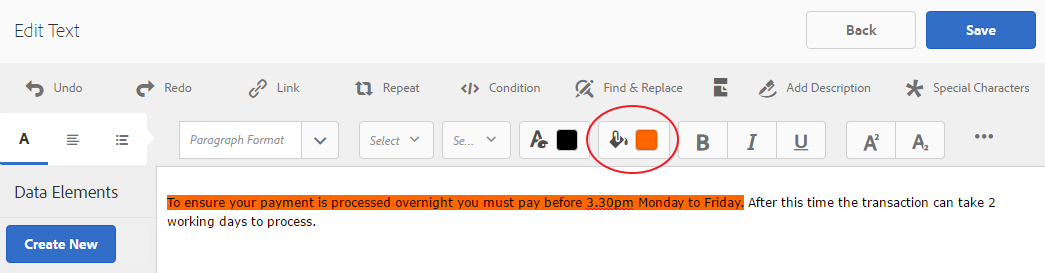 Edit Text
Back
Save
Undo
Redo
Link
Repeat
</> Condition
Find & Replace
Add Description
Special Characters
A
Paragraph Format
Select
Se...
A
B
I
U
A²
A₂
•••
Data Elements
Create New
To ensure your payment is processed overnight you must pay before 3.30pm Monday to Friday. After this time the transaction can take 2
working days to process.